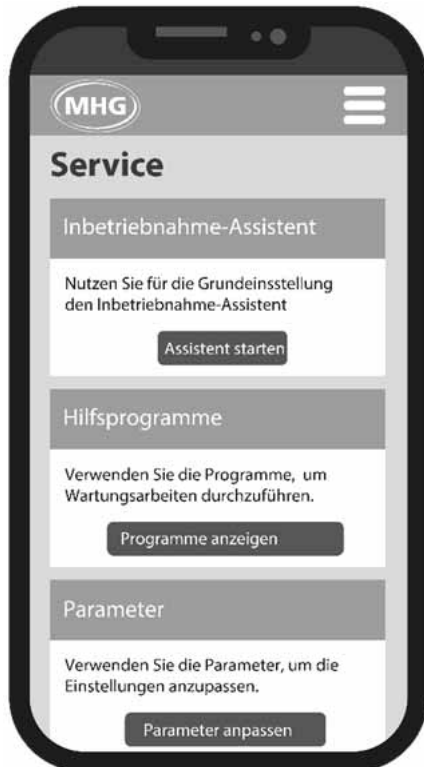 MHG
Service
Inbetriebnahme-Assistent
Nutzen Sie für die Grundeinsstellung
den Inbetriebnahme-Assistent
Assistent starten
Hilfsprogramme
Verwenden Sie die Programme, um
Wartungsarbeiten durchzuführen.
Programme anzeigen
Parameter
Verwenden Sie die Parameter, um die
Einstellungen anzupassen.
Parameter anpassen